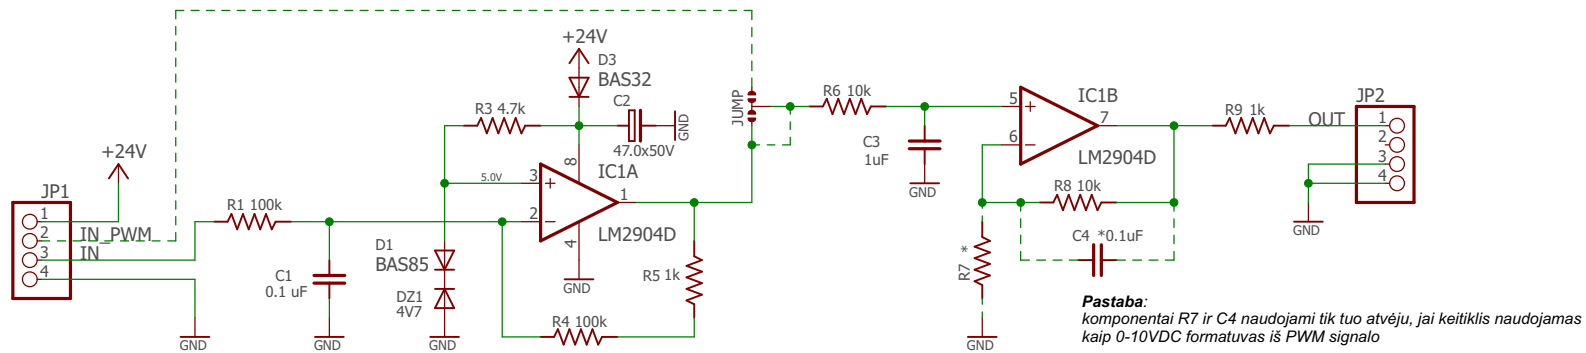 +24V
D3
BAS32
R3 4.7k
C2
47.0x50V
GND
8
IC1A
5.0V
3
+
2
−
1
4
LM2904D
GND
+24V
JP1
1
2
3
4
IN_PWM
IN
R1 100k
C1
0.1 uF
GND
GND
D1
BAS85
DZ1
4V7
GND
R4 100k
R5 1k
JUMP
R6 10k
C3
1uF
GND
IC1B
5
+
6
−
7
LM2904D
R8 10k
C4 *0.1uF
R7 *
GND
R9 1k
OUT
JP2
1
2
3
4
GND
Pastaba:
komponentai R7 ir C4 naudojami tik tuo atvėju, jai keitiklis naudojamas
kaip 0-10VDC formatuvas iš PWM signalo